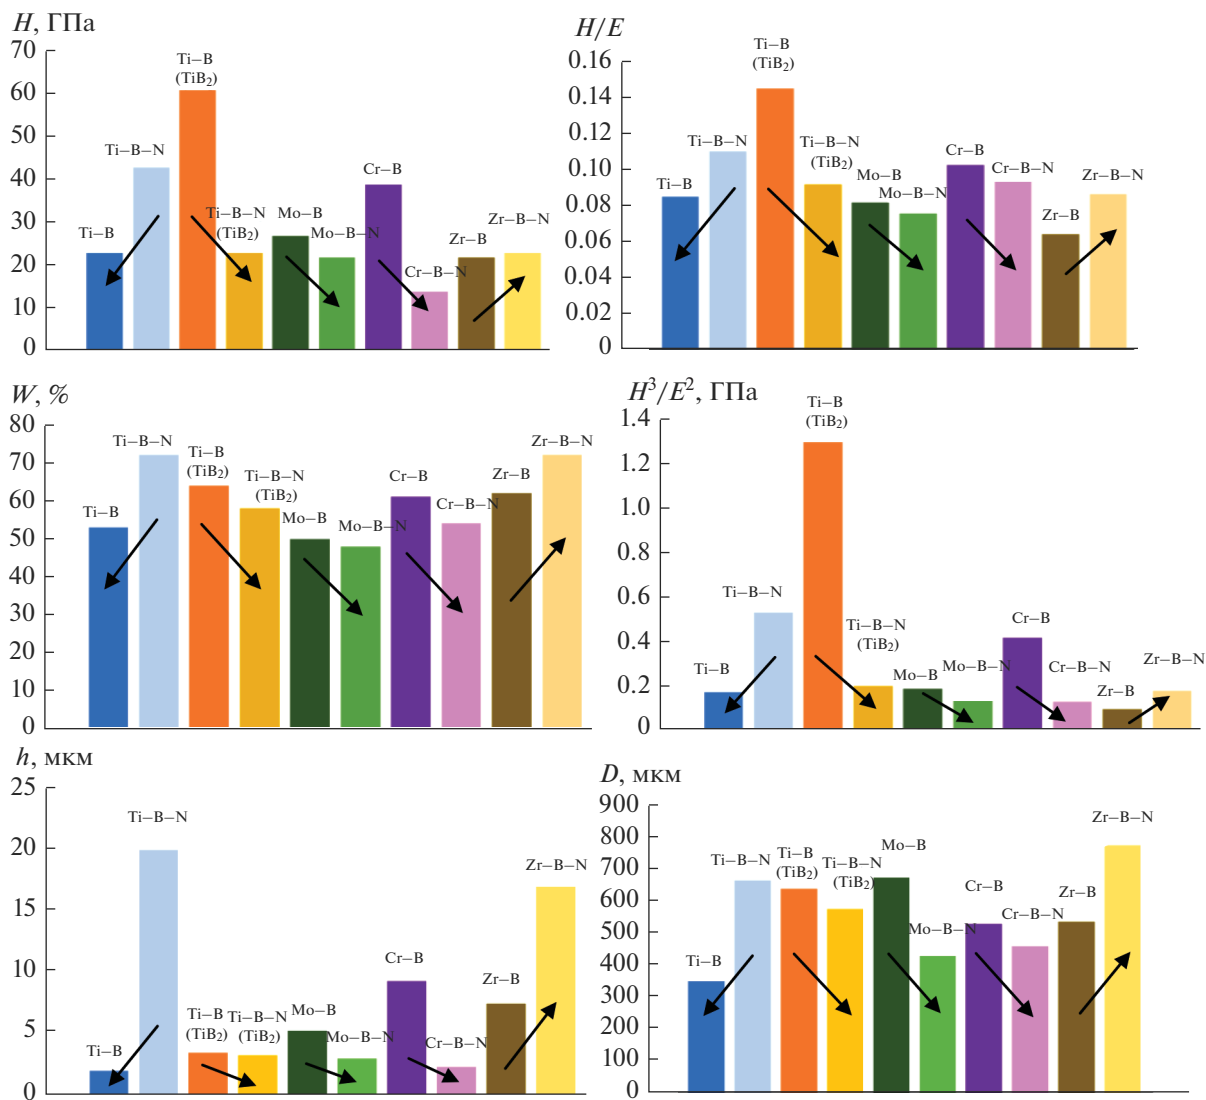 H, ГПа
70
60
50
40
30
20
10
0
Ti–B
Ti–B–N
Ti–B
(TiB2)
Ti–B–N
(TiB2)
Mo–B
Mo–B–N
Cr–B
Cr–B–N
Zr–B
Zr–B–N
H/E
0.16
0.14
0.12
0.10
0.08
0.06
0.04
0.02
0
Ti–B
Ti–B–N
Ti–B
(TiB2)
Ti–B–N
(TiB2)
Mo–B
Mo–B–N
Cr–B
Cr–B–N
Zr–B
Zr–B–N
W, %
80
70
60
50
40
30
20
10
0
Ti–B
Ti–B–N
Ti–B
(TiB2)
Ti–B–N
(TiB2)
Mo–B
Mo–B–N
Cr–B
Cr–B–N
Zr–B
Zr–B–N
H³/E², ГПа
1.4
1.2
1.0
0.8
0.6
0.4
0.2
0
Ti–B
Ti–B–N
Ti–B
(TiB2)
Ti–B–N
(TiB2)
Mo–B
Mo–B–N
Cr–B
Cr–B–N
Zr–B
Zr–B–N
h, мкм
25
20
15
10
5
0
Ti–B
Ti–B–N
Ti–B
(TiB2)
Ti–B–N
(TiB2)
Mo–B
Mo–B–N
Cr–B
Cr–B–N
Zr–B
Zr–B–N
D, мкм
900
800
700
600
500
400
300
200
100
0
Ti–B
Ti–B–N
Ti–B
(TiB2)
Ti–B–N
(TiB2)
Mo–B
Mo–B–N
Cr–B
Cr–B–N
Zr–B
Zr–B–N